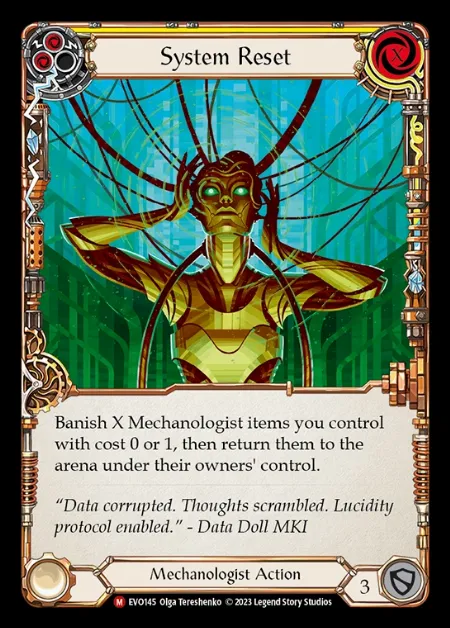 System Reset
X
Banish X Mechanologist items you control
with cost 0 or 1, then return them to the
arena under their owners' control.
“Data corrupted. Thoughts scrambled. Lucidity
protocol enabled.” - Data Doll MKI
Mechanologist Action
3
M EVO145 Olga Tereshenko © 2023 Legend Story Studios